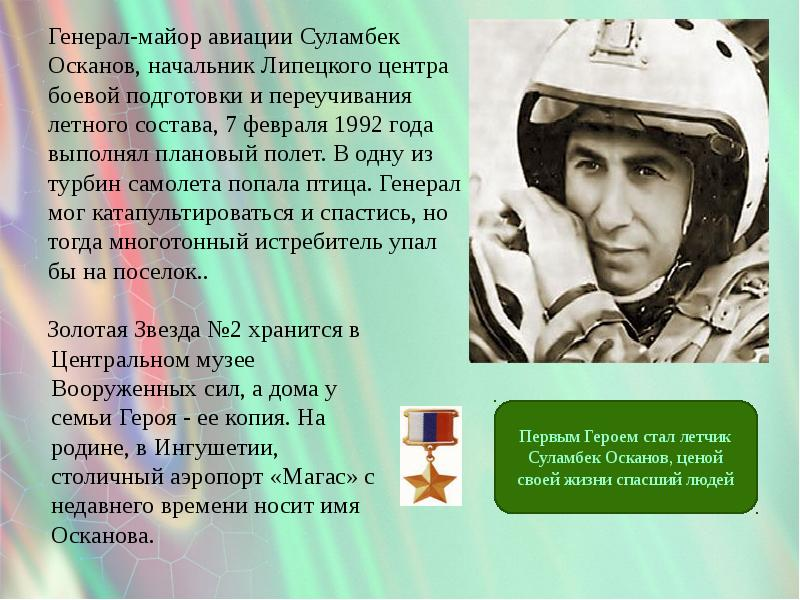 Генерал-майор авиации Суламбек
Осканов, начальник Липецкого центра
боевой подготовки и переучивания
летного состава, 7 февраля 1992 года
выполнял плановый полет. В одну из
турбин самолета попала птица. Генерал
мог катапультироваться и спастись, но
тогда многотонный истребитель упал
бы на поселок..
Золотая Звезда №2 хранится в
Центральном музее
Вооруженных сил, а дома у
семьи Героя - ее копия. На
родине, в Ингушетии,
столичный аэропорт «Магас» с
недавнего времени носит имя
Осканова.
Первым Героем стал летчик
Суламбек Осканов, ценой
своей жизни спасший людей